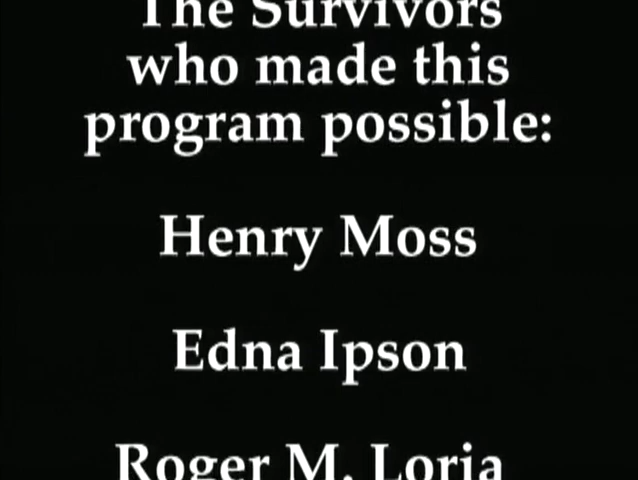 The Survivors
who made this
program possible:
Henry Moss
Edna Ipson
Roger M. Loria